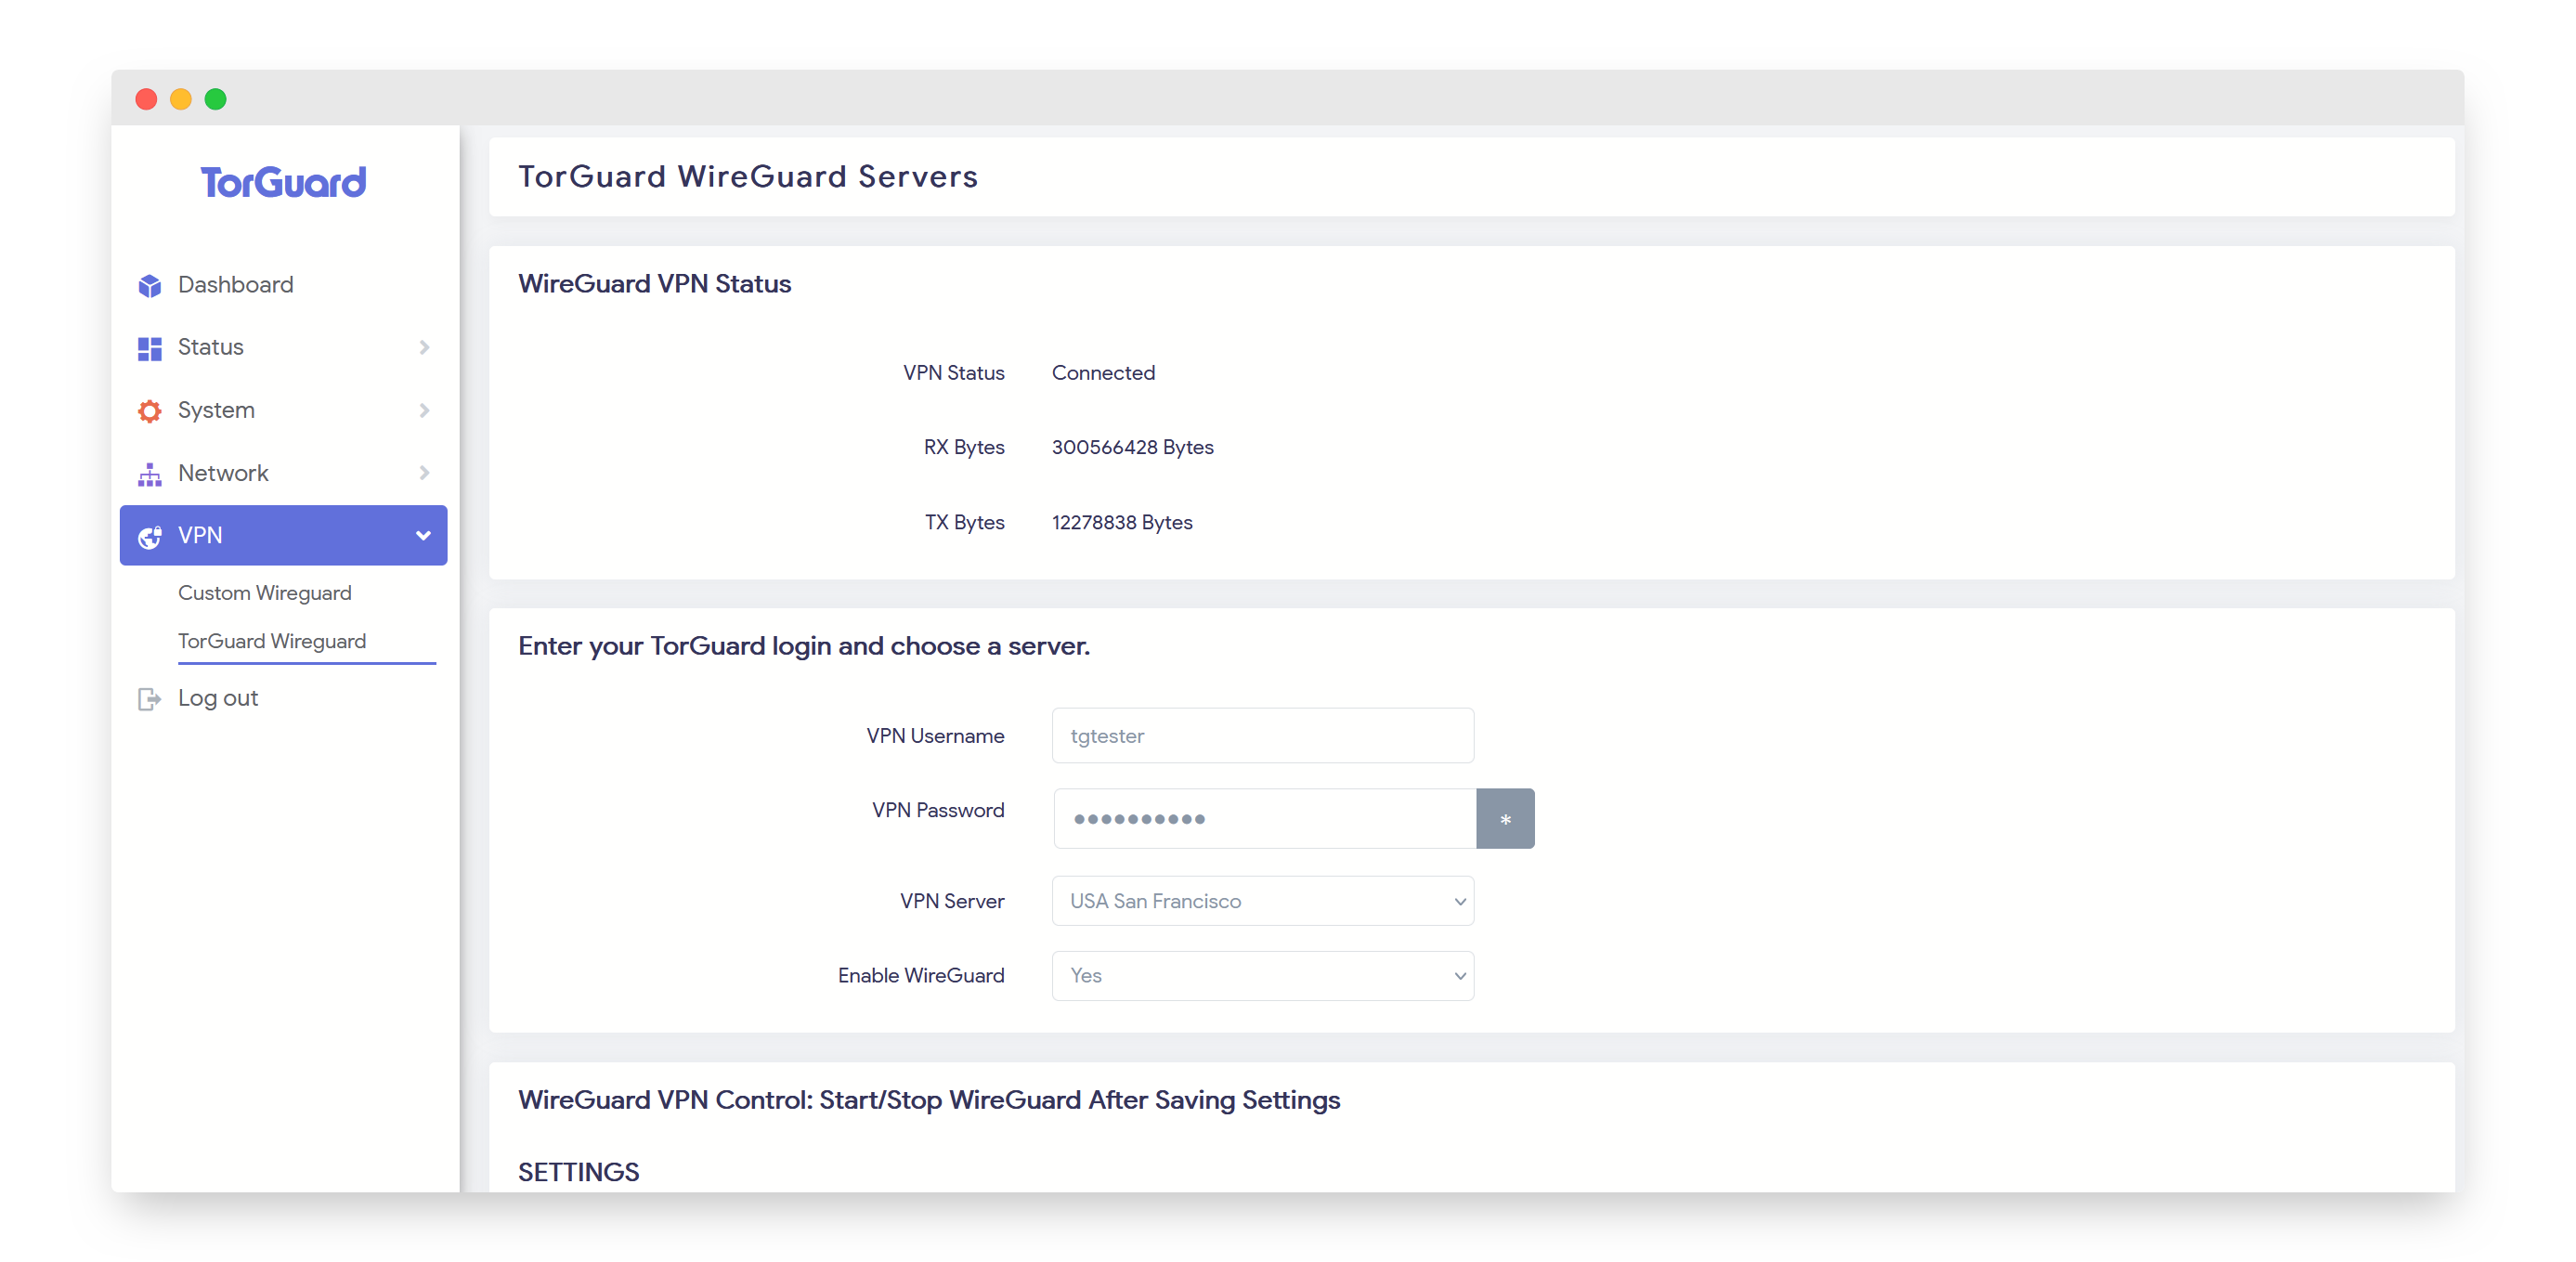 TorGuard
Dashboard
Status
System
Network
VPN
Custom Wireguard
TorGuard Wireguard
Log out
TorGuard WireGuard Servers
WireGuard VPN Status
VPN Status Connected
RX Bytes 300566428 Bytes
TX Bytes 12278838 Bytes
Enter your TorGuard login and choose a server.
VPN Username tgtester
VPN Password ●●●●●●●●●● *
VPN Server USA San Francisco
Enable WireGuard Yes
WireGuard VPN Control: Start/Stop WireGuard After Saving Settings
SETTINGS